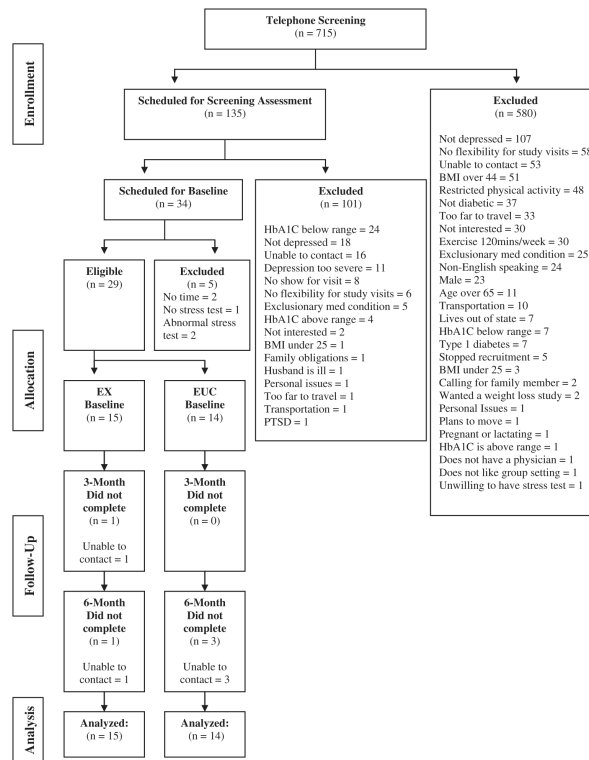 Telephone Screening
(n = 715)
Enrollment
Scheduled for Screening Assessment
(n = 135)
Excluded
(n = 580)
Not depressed = 107
No flexibility for study visits = 58
Unable to contact = 53
BMI over 44 = 51
Restricted physical activity = 48
Not diabetic = 37
Too far to travel = 33
Not interested = 30
Exercise 120mins/week = 30
Exclusionary med condition = 25
Non-English speaking = 24
Male = 23
Age over 65 = 11
Transportation = 10
Lives out of state = 7
HbA1C below range = 7
Type 1 diabetes = 7
Stopped recruitment = 5
BMI under 25 = 3
Calling for family member = 2
Wanted a weight loss study = 2
Personal Issues = 1
Plans to move = 1
Pregnant or lactating = 1
HbA1C is above range = 1
Does not have a physician = 1
Does not like group setting = 1
Unwilling to have stress test = 1
Scheduled for Baseline
(n = 34)
Excluded
(n = 101)
HbA1C below range = 24
Not depressed = 18
Unable to contact = 16
Depression too severe = 11
No show for visit = 8
No flexibility for study visits = 6
Exclusionary med condition = 5
HbA1C above range = 4
Not interested = 2
BMI under 25 = 1
Family obligations = 1
Husband is ill = 1
Personal issues = 1
Too far to travel = 1
Transportation = 1
PTSD = 1
Eligible
(n = 29)
Excluded
(n = 5)
No time = 2
No stress test = 1
Abnormal stress
test = 2
Allocation
EX
Baseline
(n = 15)
EUC
Baseline
(n = 14)
Follow-Up
3-Month
Did not
complete
(n = 1)
Unable to
contact = 1
3-Month
Did not
complete
(n = 0)
6-Month
Did not
complete
(n = 1)
Unable to
contact = 1
6-Month
Did not
complete
(n = 3)
Unable to
contact = 3
Analysis
Analyzed:
(n = 15)
Analyzed:
(n = 14)